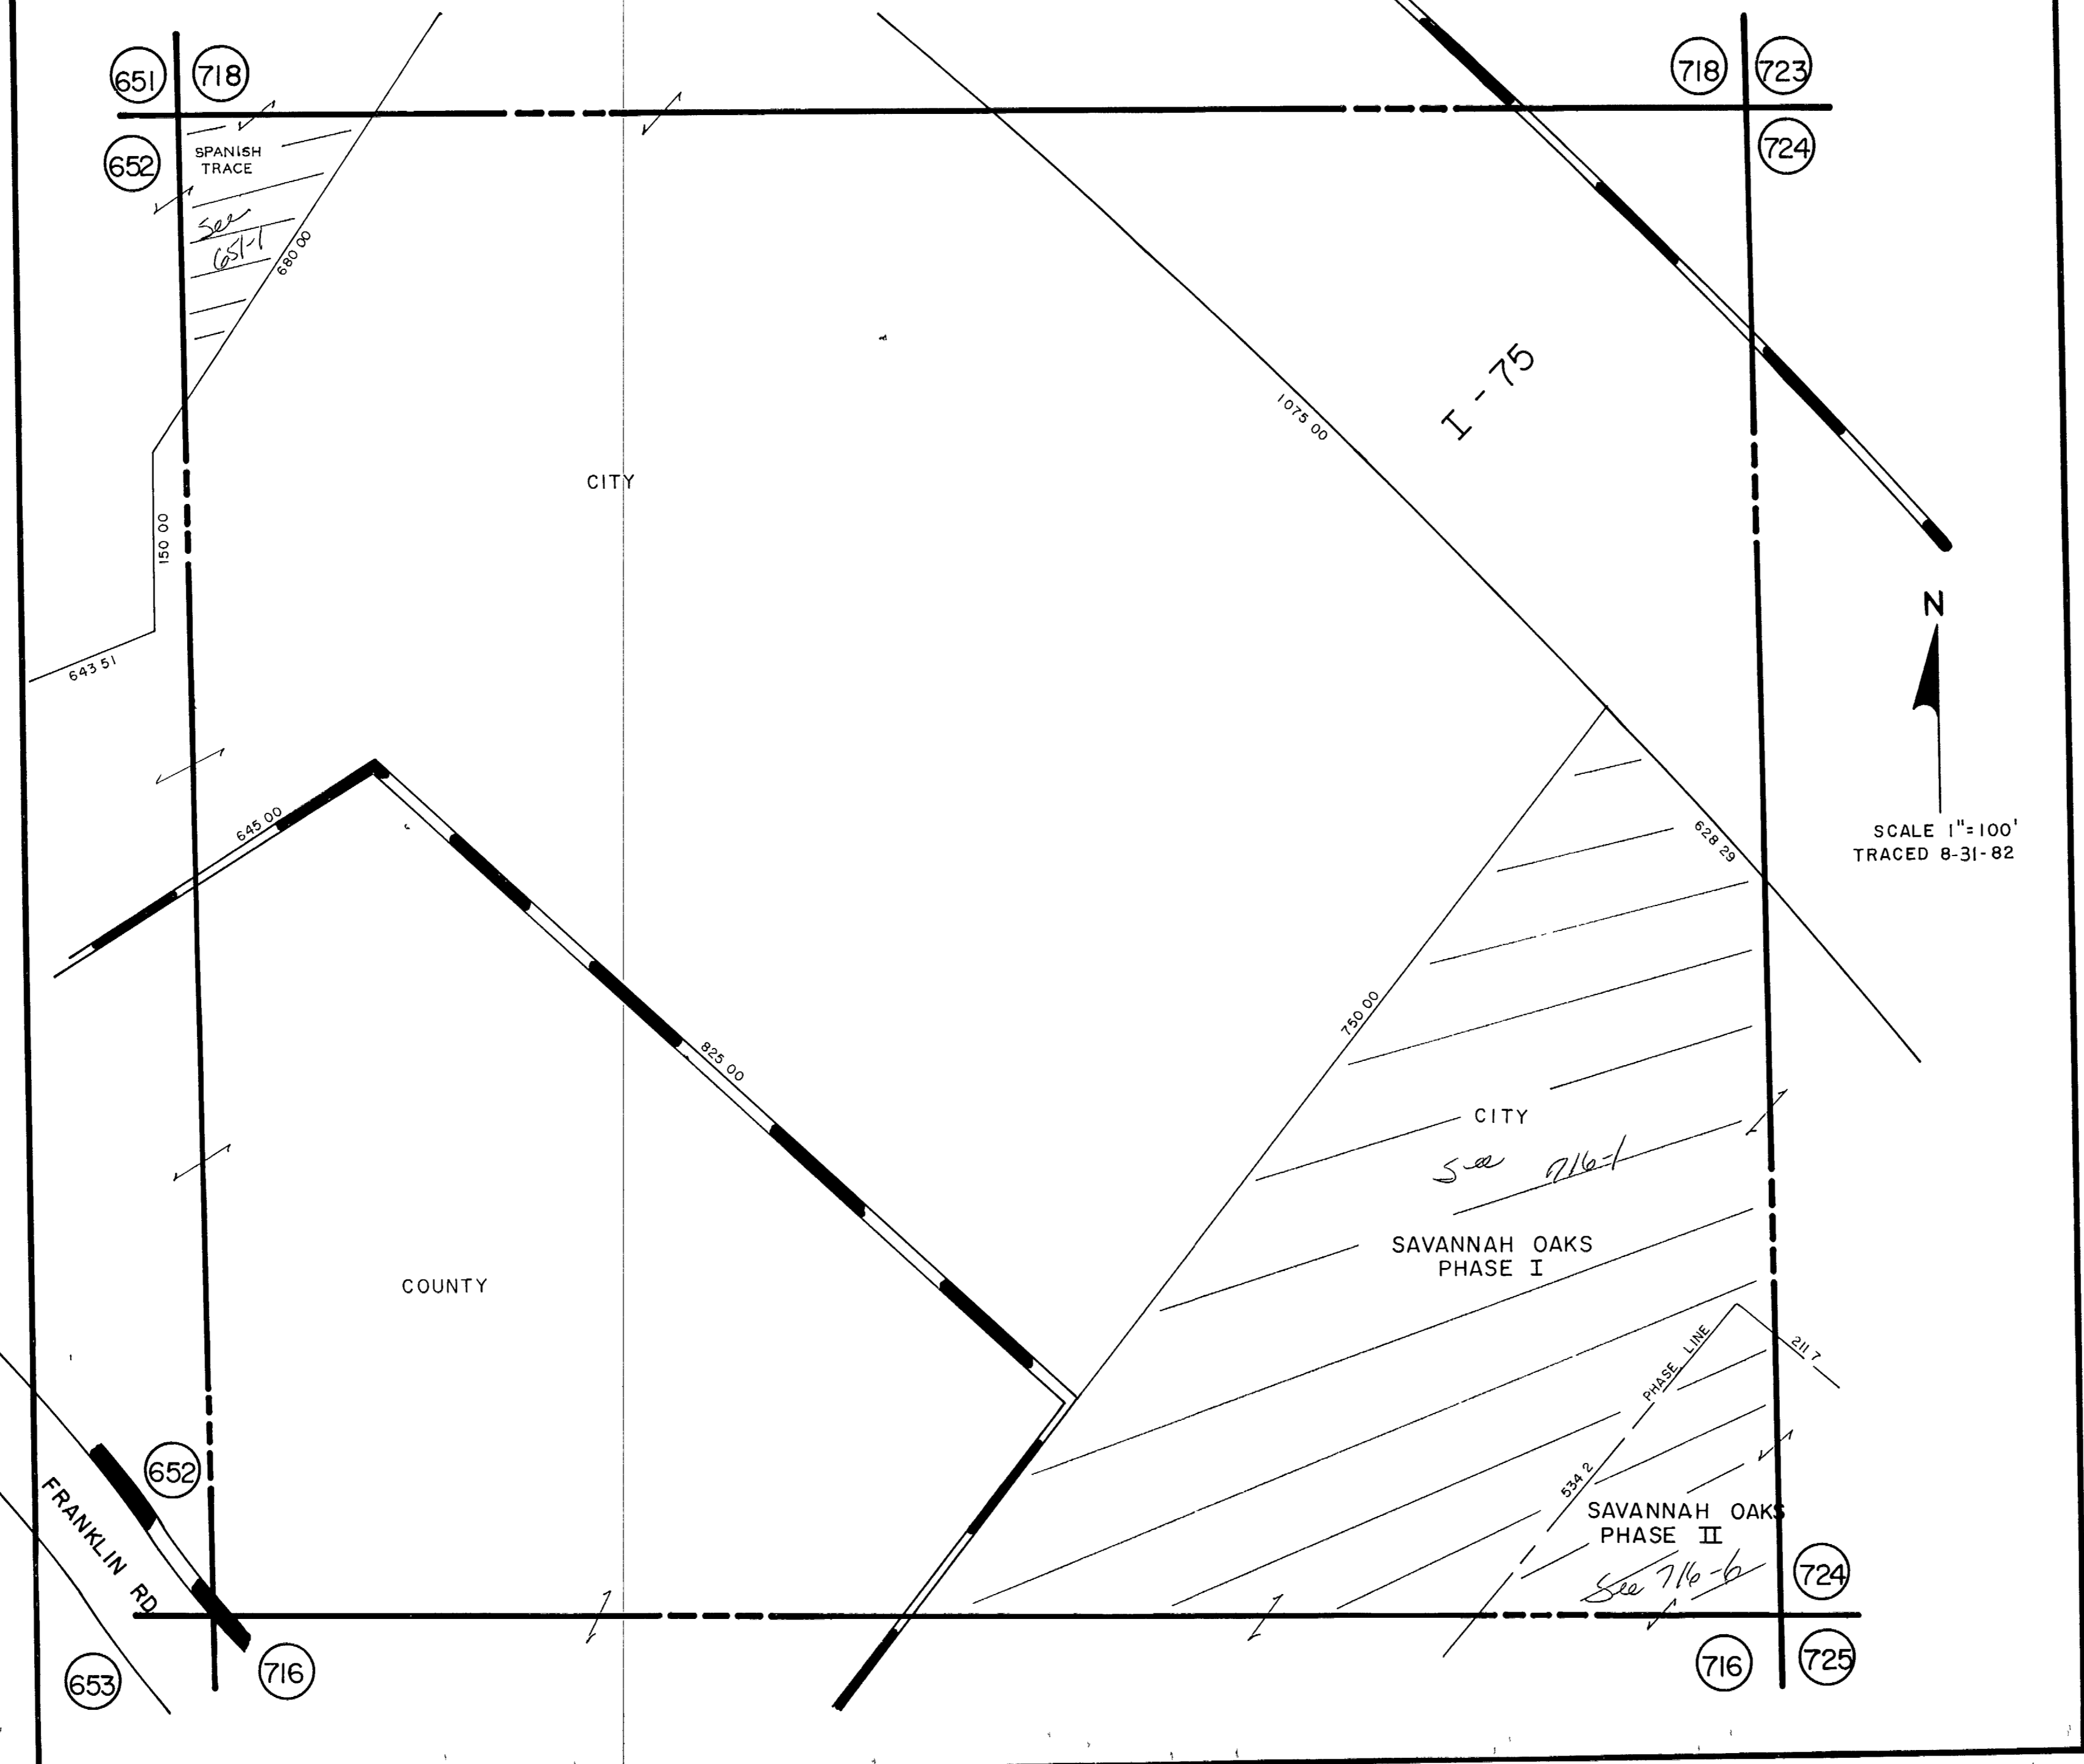 651
718
718
723
652
724
SPANISH
TRACE
See
651-1
680 00
I - 75
1075 00
CITY
150 00
N
643 51
SCALE 1"=100'
TRACED 8-31-82
645 00
628 29
750 00
825 00
CITY
See 716-1
SAVANNAH OAKS
PHASE I
COUNTY
PHASE LINE
211 7
652
534 2
FRANKLIN RD
SAVANNAH OAKS
PHASE II
See 716-6
724
653
716
716
725